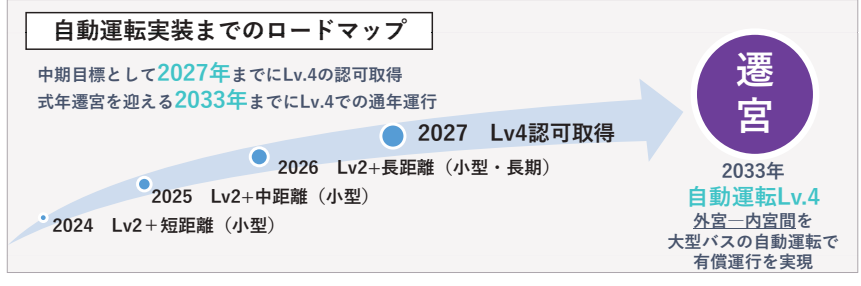 自動運転実装までのロードマップ
中期目標として2027年までにLv.4の認可取得
式年遷宮を迎える2033年までにLv.4での通年運行
2027　Lv4認可取得
2026　Lv2+長距離（小型・長期）
2025　Lv2+中距離（小型）
2024　Lv2＋短距離（小型）
遷
宮
2033年
自動運転Lv.4
外宮―内宮間を
大型バスの自動運転で
有償運行を実現